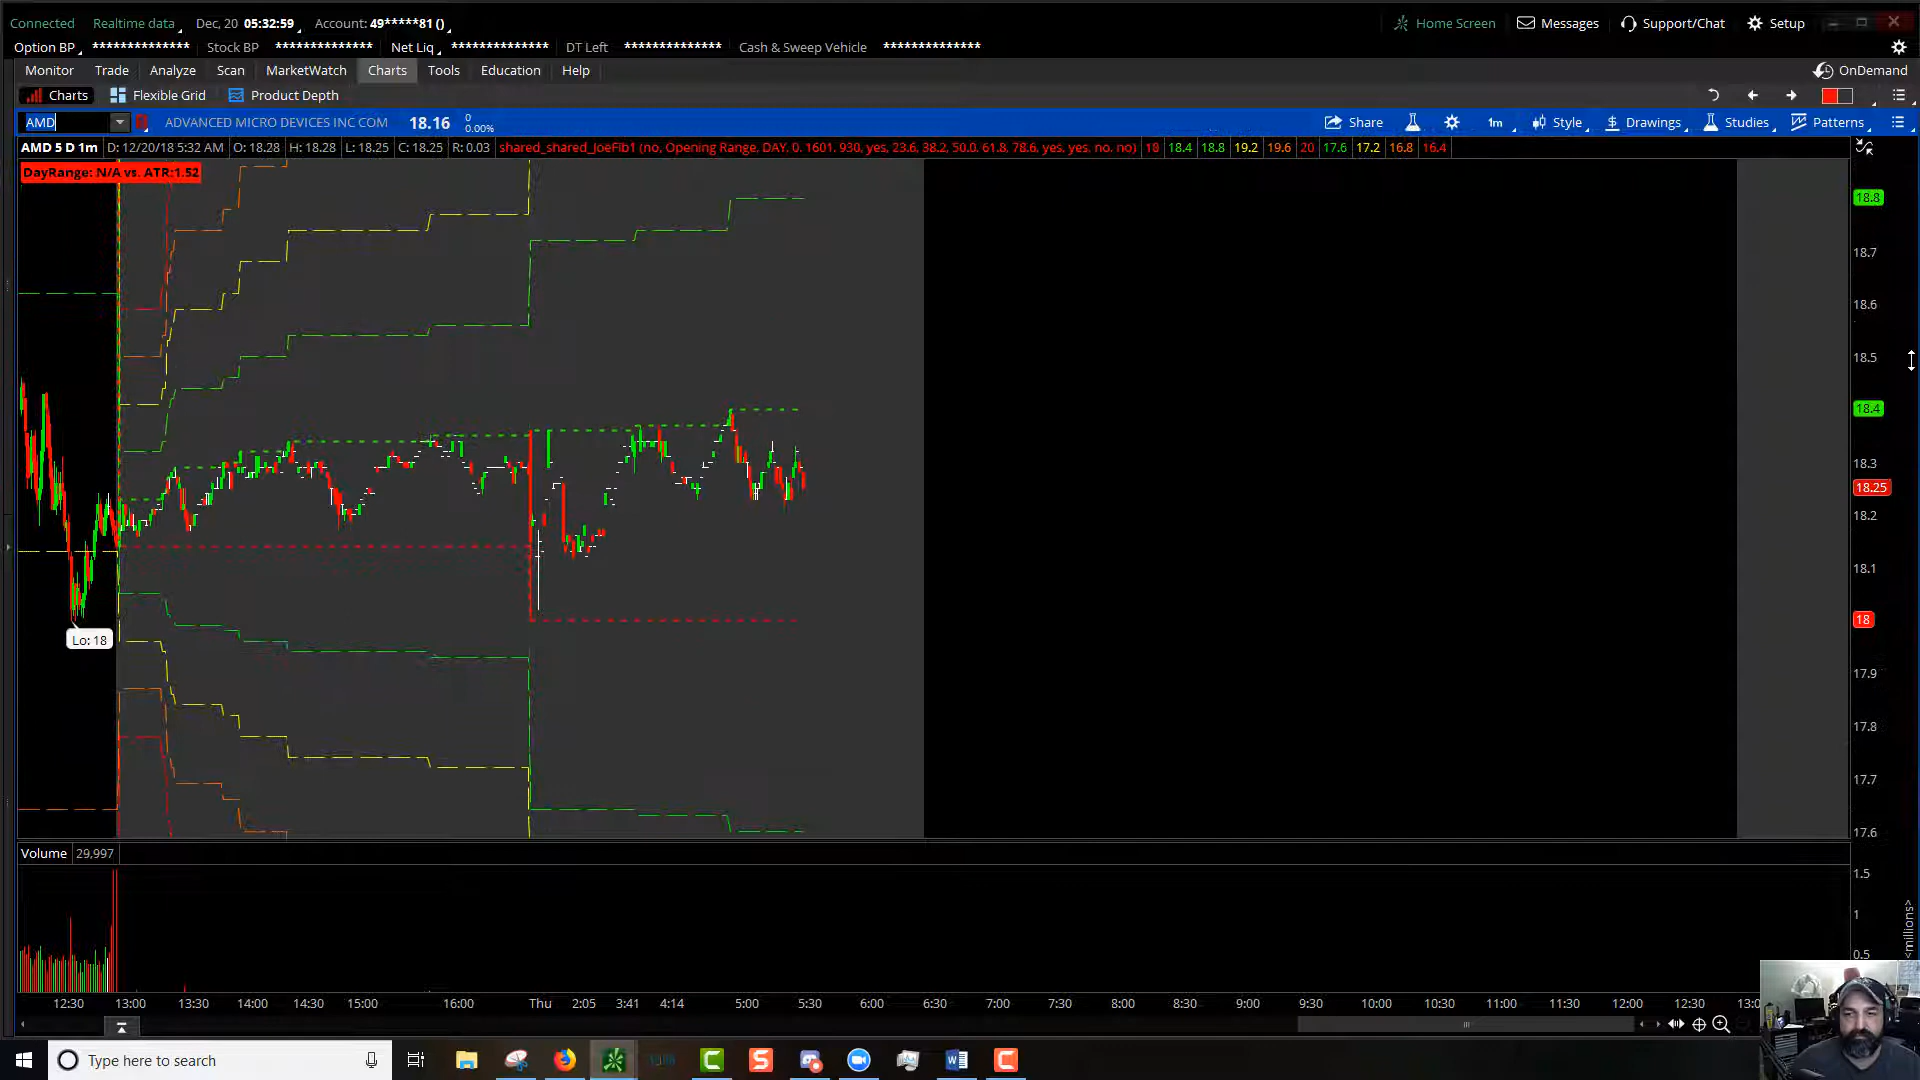 Connected Realtime data Dec, 20 05:32:59 Account: 49*****81 () Home Screen Messages Support/Chat Setup
Option BP ************** Stock BP ************** Net Liq ************** DT Left ************** Cash & Sweep Vehicle **************
Monitor Trade Analyze Scan MarketWatch Charts Tools Education Help OnDemand
Charts Flexible Grid Product Depth
AMD ADVANCED MICRO DEVICES INC COM 18.16 0 0.00% Share 1m Style Drawings Studies Patterns
AMD 5 D 1m D: 12/20/18 5:32 AM O: 18.28 H: 18.28 L: 18.25 C: 18.25 R: 0.03 shared_shared_JoeFib1 (no, Opening Range, DAY, 0, 1601, 930, yes, 23.6, 38.2, 50.0, 61.8, 78.6, yes, yes, no, no) 18 18.4 18.8 19.2 19.6 20 17.6 17.2 16.8 16.4
DayRange: N/A vs. ATR:1.52
18.8
18.7
18.6
18.5
18.4
18.3
18.25
18.2
18.1
18
Lo: 18
17.9
17.8
17.7
17.6
Volume 29,997
1.5
1
0.5
<millions>
12:30 13:00 13:30 14:00 14:30 15:00 16:00 Thu 2:05 3:41 4:14 5:00 5:30 6:00 6:30 7:00 7:30 8:00 8:30 9:00 9:30 10:00 10:30 11:00 11:30 12:00 12:30 13:0
Type here to search